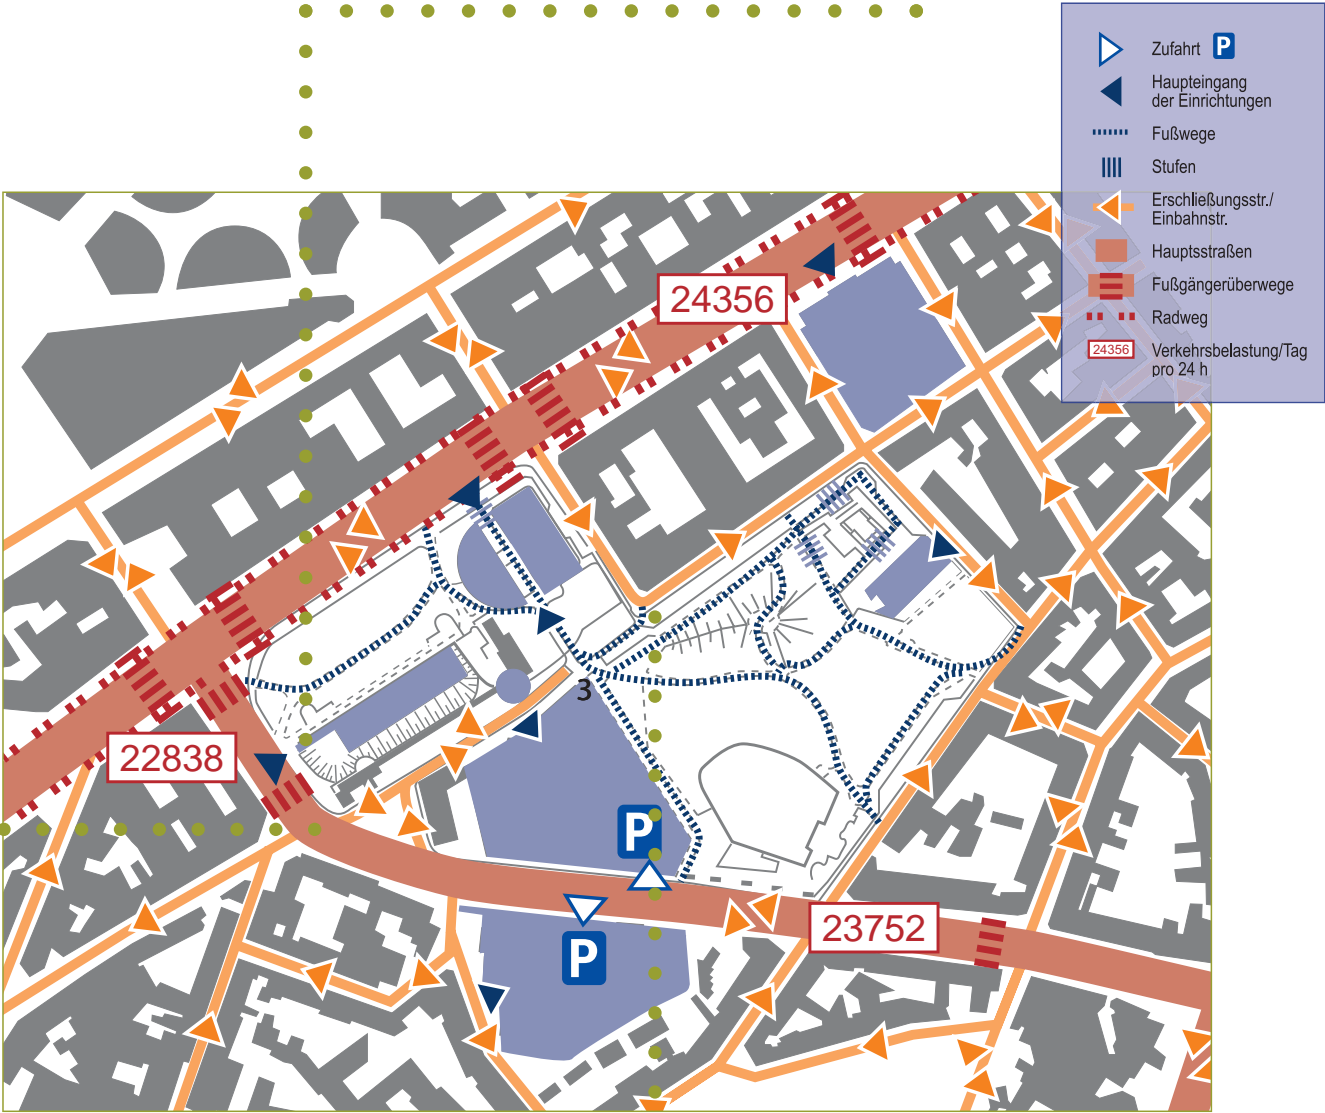 Zufahrt P
Haupteingang
der Einrichtungen
Fußwege
Stufen
Erschließungsstr./
Einbahnstr.
Hauptsstraßen
Fußgängerüberwege
Radweg
24356
Verkehrsbelastung/Tag
pro 24 h
24356
22838
3
P
23752
P